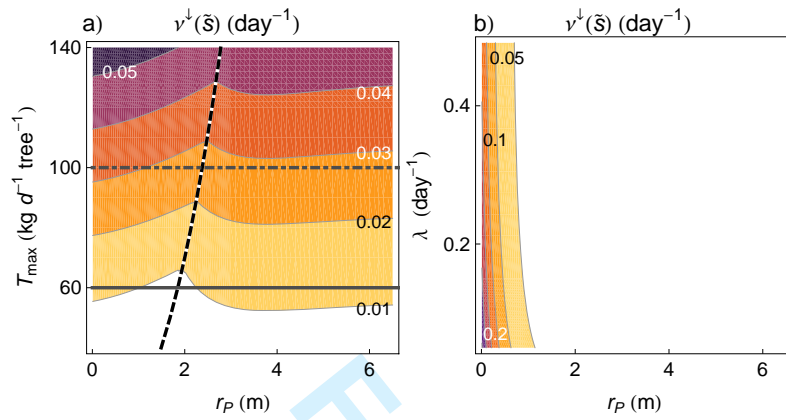 a) ν↓(s̃) (day⁻¹)
T_max (kg d⁻¹ tree⁻¹)
140
100
60
0.05
0.04
0.03
0.02
0.01
0 2 4 6
r_P (m)
b) ν↓(s̃) (day⁻¹)
λ (day⁻¹)
0.4
0.2
0.05
0.1
0.2
0 2 4 6
r_P (m)
E